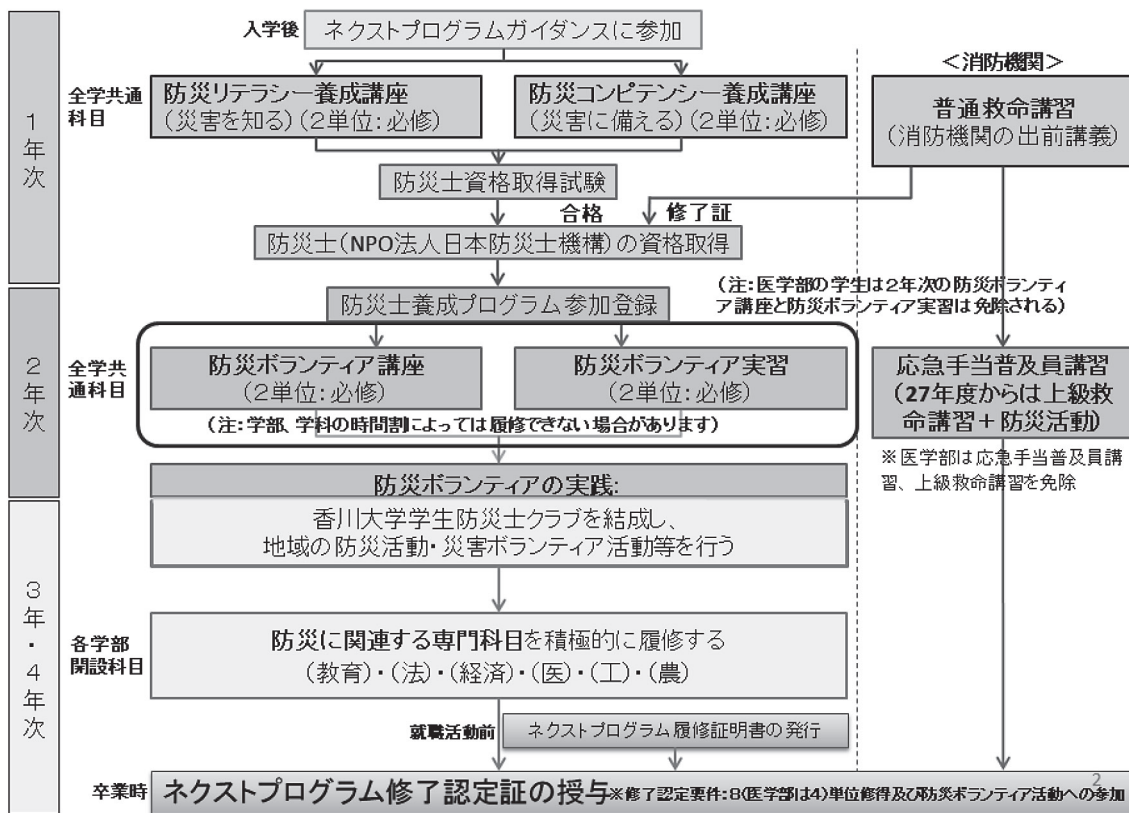 入学後
ネクストプログラムガイダンスに参加
1年次
全学共通
科目
防災リテラシー養成講座
(災害を知る)(2単位:必修)
防災コンピテンシー養成講座
(災害に備える)(2単位:必修)
<消防機関>
普通救命講習
(消防機関の出前講義)
防災士資格取得試験
合格
修了証
防災士(NPO法人日本防災士機構)の資格取得
(注:医学部の学生は2年次の防災ボランティ
ア講座と防災ボランティア実習は免除される)
防災士養成プログラム参加登録
2年次
全学共
通科目
防災ボランティア講座
(2単位:必修)
防災ボランティア実習
(2単位:必修)
(注:学部、学科の時間割によっては履修できない場合があります)
応急手当普及員講習
(27年度からは上級救
命講習+防災活動)
※医学部は応急手当普及員講
習、上級救命講習を免除
防災ボランティアの実践:
香川大学学生防災士クラブを結成し、
地域の防災活動・災害ボランティア活動等を行う
3年・4年次
各学部
開設科目
防災に関連する専門科目を積極的に履修する
(教育)・(法)・(経済)・(医)・(工)・(農)
就職活動前
ネクストプログラム履修証明書の発行
卒業時
ネクストプログラム修了認定証の授与※修了認定要件:8(医学部は4)単位修得及び防災ボランティア活動への参加
2